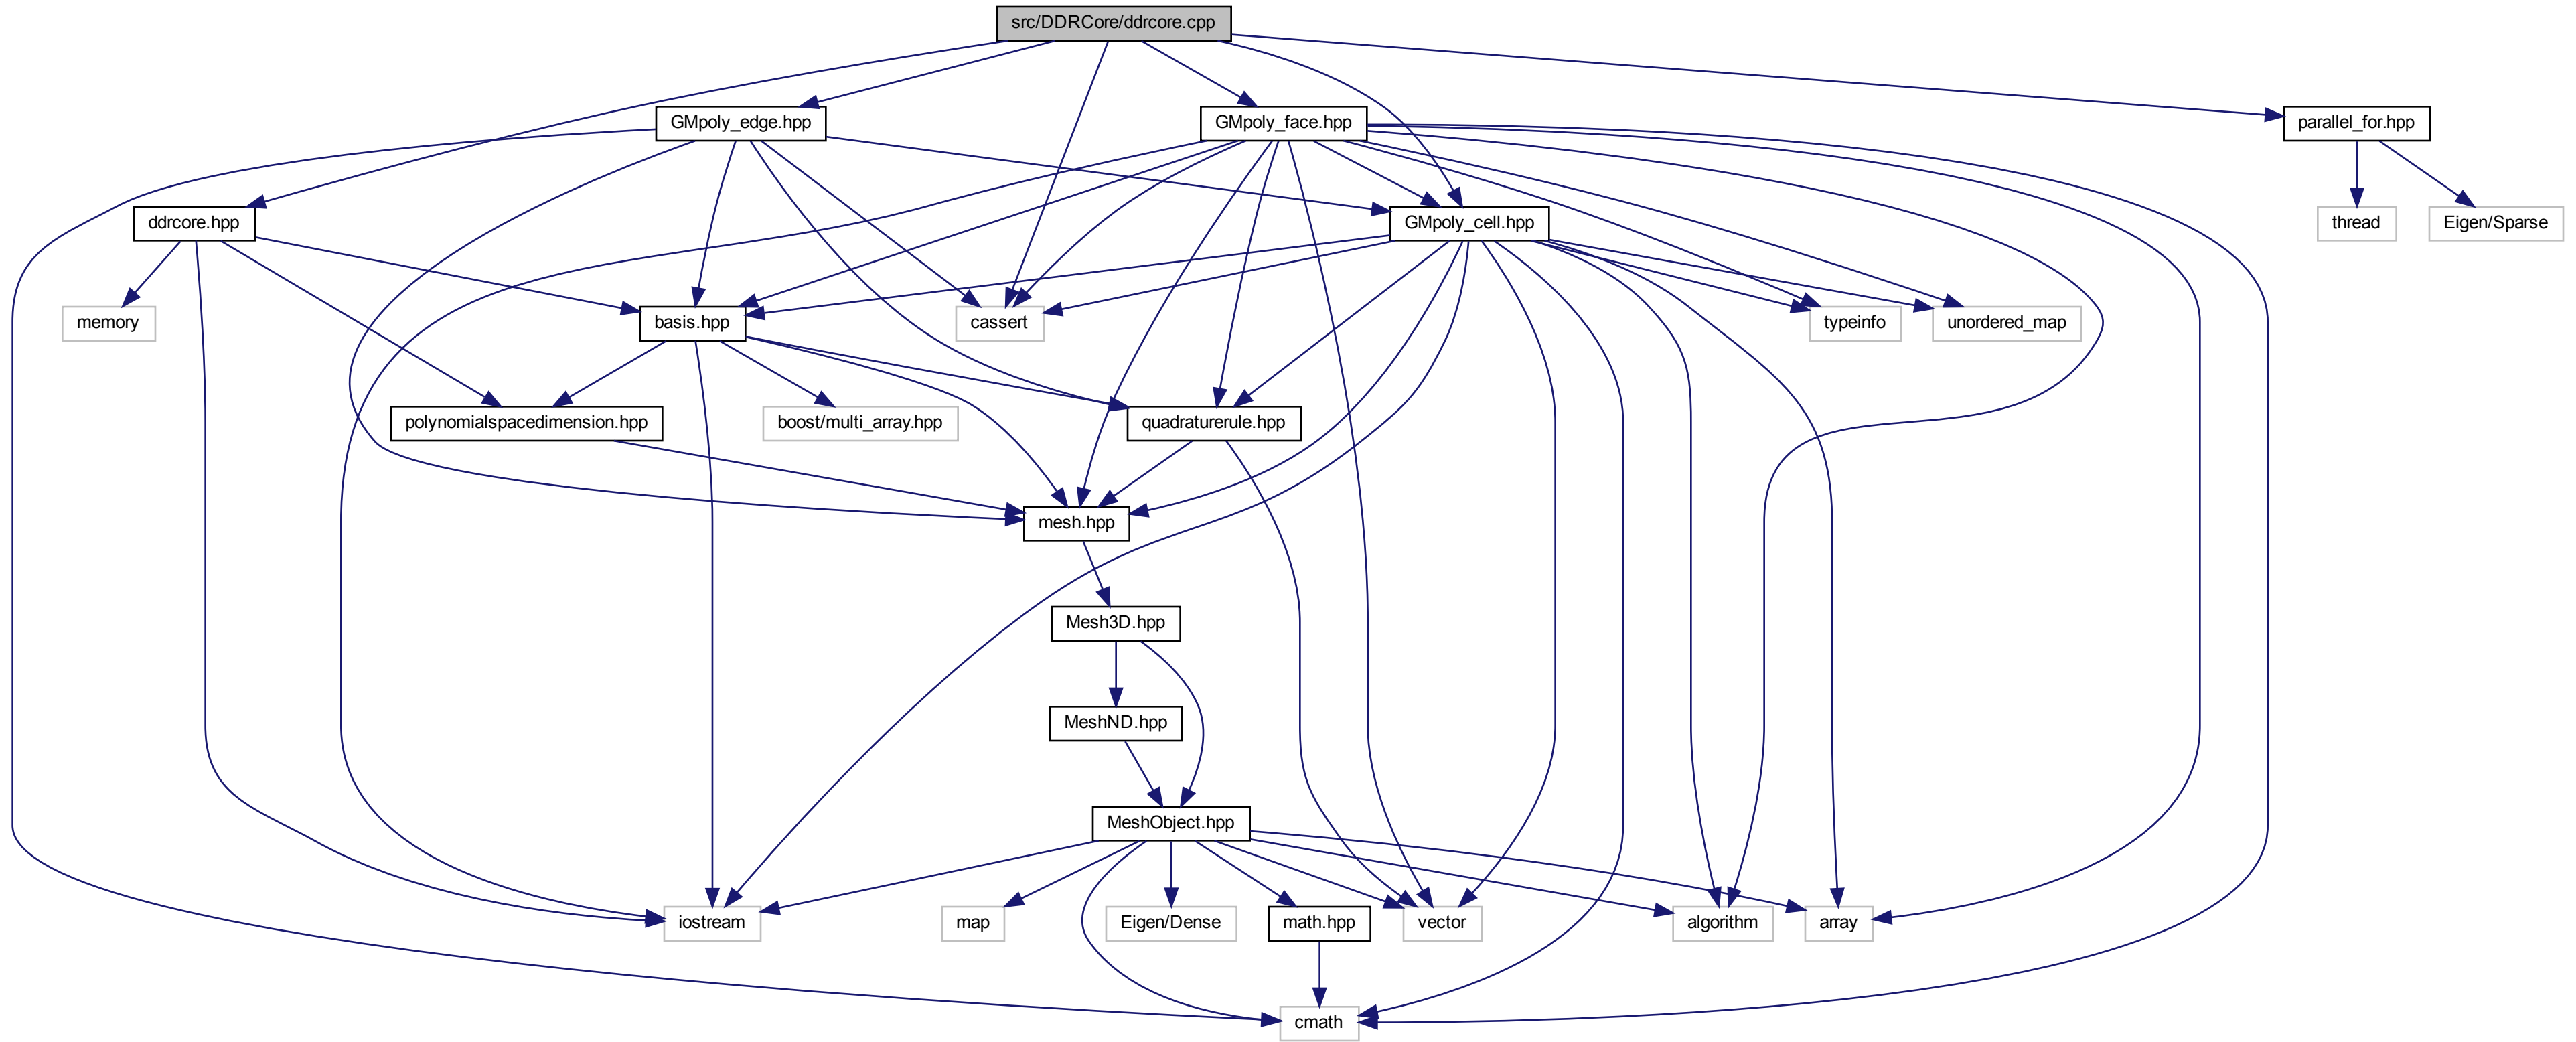 src/DDRCore/ddrcore.cpp
GMpoly_edge.hpp
GMpoly_face.hpp
parallel_for.hpp
ddrcore.hpp
GMpoly_cell.hpp
thread
Eigen/Sparse
memory
basis.hpp
cassert
typeinfo
unordered_map
polynomialspacedimension.hpp
boost/multi_array.hpp
quadraturerule.hpp
mesh.hpp
Mesh3D.hpp
MeshND.hpp
MeshObject.hpp
iostream
map
Eigen/Dense
math.hpp
vector
algorithm
array
cmath